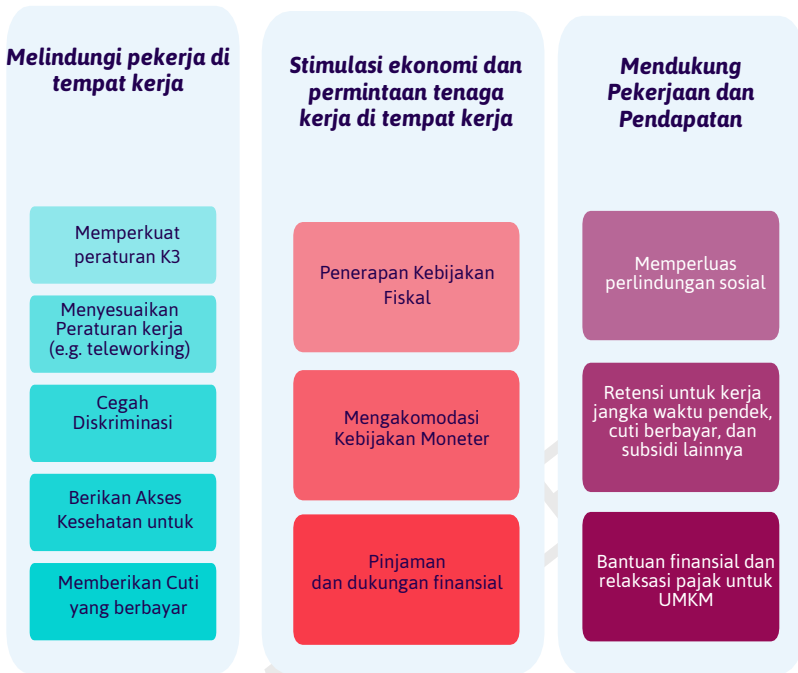 Melindungi pekerja di
tempat kerja
Memperkuat
peraturan K3
Menyesuaikan
Peraturan kerja
(e.g. teleworking)
Cegah
Diskriminasi
Berikan Akses
Kesehatan untuk
Memberikan Cuti
yang berbayar
Stimulasi ekonomi dan
permintaan tenaga
kerja di tempat kerja
Penerapan Kebijakan
Fiskal
Mengakomodasi
Kebijakan Moneter
Pinjaman
dan dukungan finansial
Mendukung
Pekerjaan dan
Pendapatan
Memperluas
perlindungan sosial
Retensi untuk kerja
jangka waktu pendek,
cuti berbayar, dan
subsidi lainnya
Bantuan finansial dan
relaksasi pajak untuk
UMKM